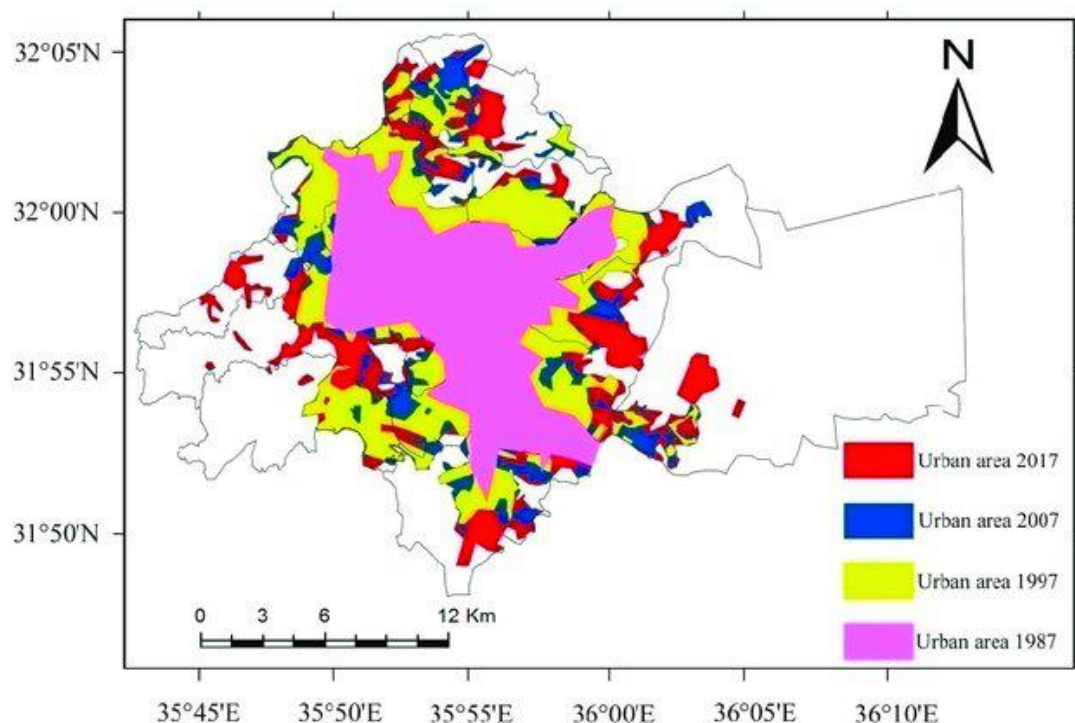 32°05'N
32°00'N
31°55'N
31°50'N
N
Urban area 2017
Urban area 2007
Urban area 1997
Urban area 1987
0 3 6 12 Km
35°45'E 35°50'E 35°55'E 36°00'E 36°05'E 36°10'E